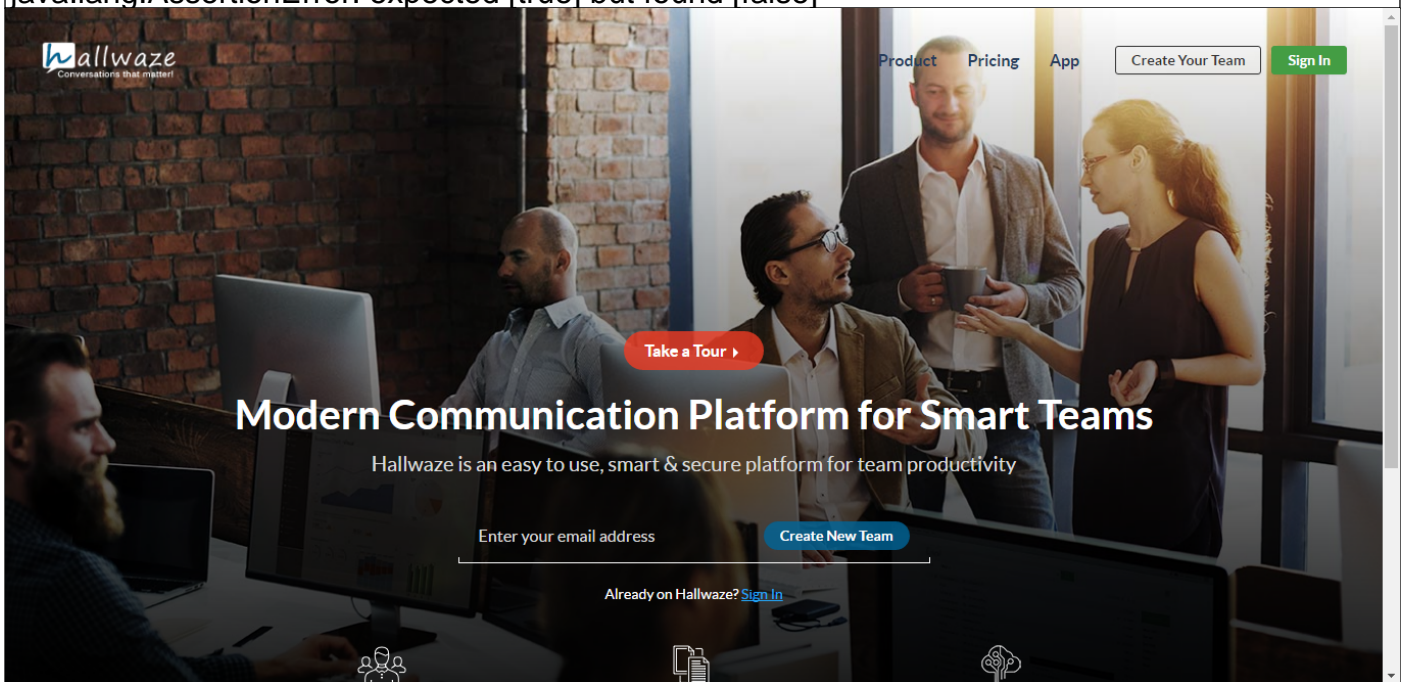 java.lang.AssertionError: expected [true] but found [false]
hallwaze
Conversations that matter!
Product Pricing App Create Your Team Sign In
Take a Tour
Modern Communication Platform for Smart Teams
Hallwaze is an easy to use, smart & secure platform for team productivity
Enter your email address Create New Team
Already on Hallwaze? Sign In